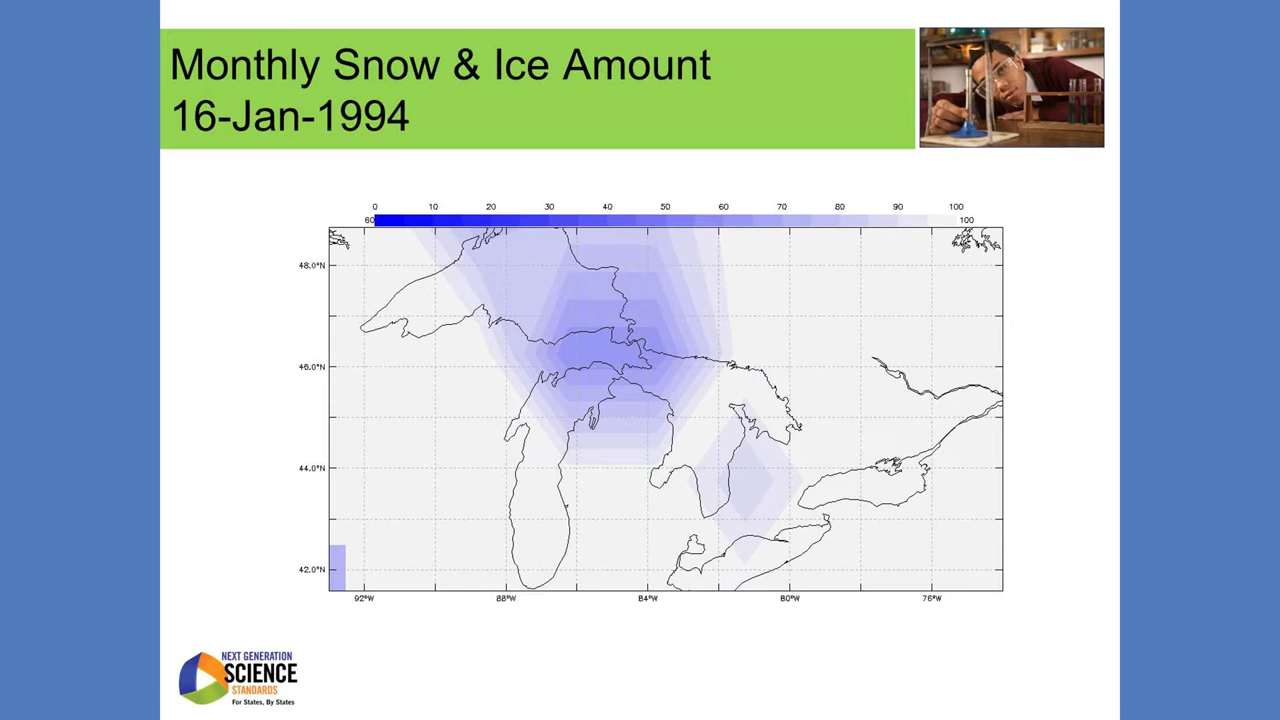 Monthly Snow & Ice Amount
16-Jan-1994
0 10 20 30 40 50 60 70 80 90 100
60 100
48.0°N
46.0°N
44.0°N
42.0°N
92°W 88°W 84°W 80°W 76°W
NEXT GENERATION
SCIENCE
STANDARDS
For States, By States